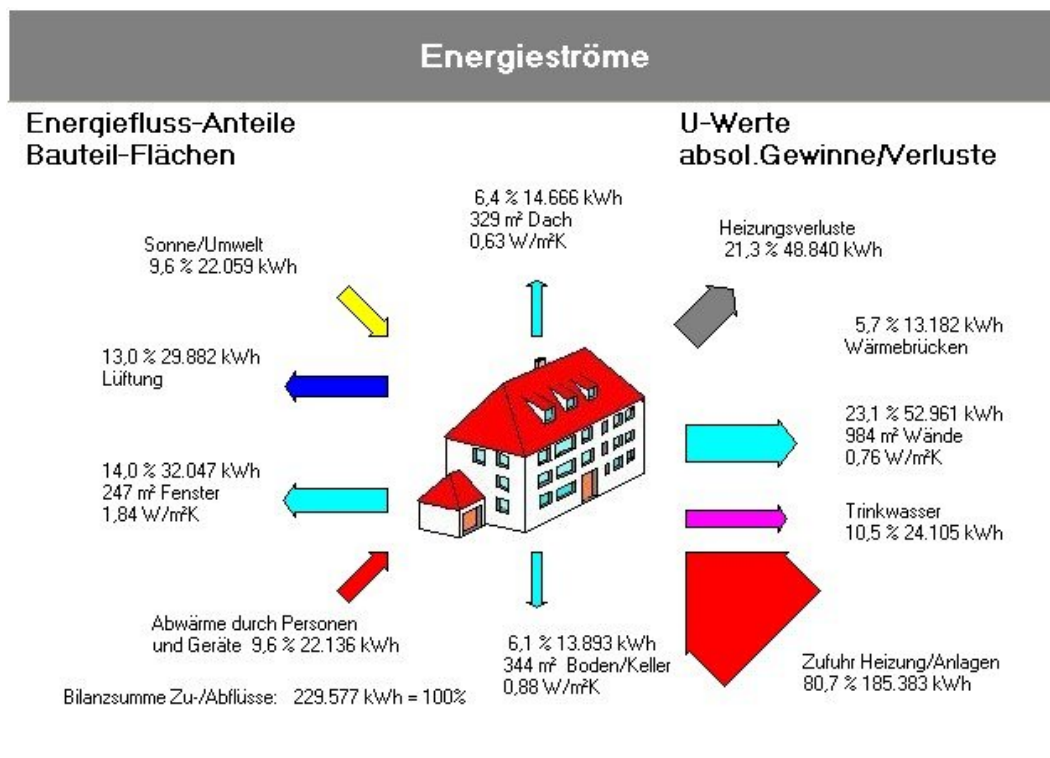 Energieströme
Energiefluss-Anteile
Bauteil-Flächen
U-Werte
absol.Gewinne/Verluste
6,4 % 14.666 kWh
329 m² Dach
0,63 W/m²K
Heizungsverluste
21,3 % 48.840 kWh
Sonne/Umwelt
9,6 % 22.059 kWh
5,7 % 13.182 kWh
Wärmebrücken
13,0 % 29.882 kWh
Lüftung
23,1 % 52.961 kWh
984 m² Wände
0,76 W/m²K
14,0 % 32.047 kWh
247 m² Fenster
1,84 W/m²K
Trinkwasser
10,5 % 24.105 kWh
Abwärme durch Personen
und Geräte 9,6 % 22.136 kWh
6,1 % 13.893 kWh
344 m² Boden/Keller
0,88 W/m²K
Zufuhr Heizung/Anlagen
80,7 % 185.383 kWh
Bilanzsumme Zu-/Abflüsse: 229.577 kWh = 100%